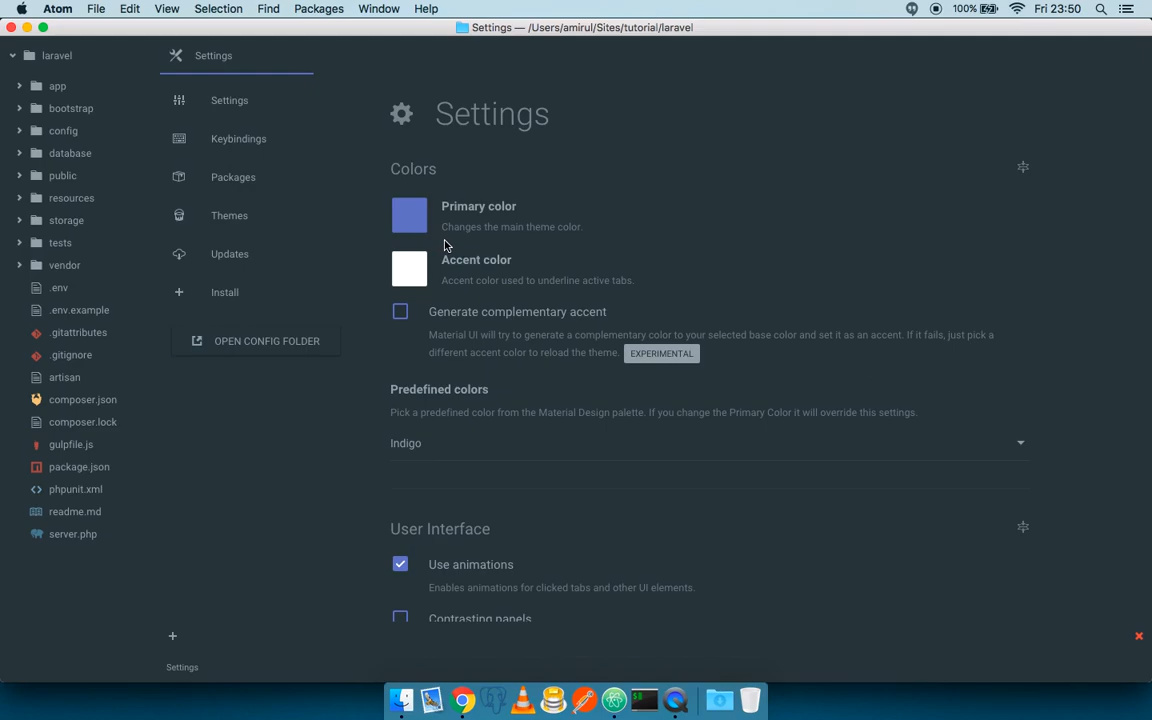 Atom File Edit View Selection Find Packages Window Help 100% Fri 23:50
Settings — /Users/amirul/Sites/tutorial/laravel
laravel
app
bootstrap
config
database
public
resources
storage
tests
vendor
.env
.env.example
.gitattributes
.gitignore
artisan
composer.json
composer.lock
gulpfile.js
package.json
phpunit.xml
readme.md
server.php
Settings
Settings
Keybindings
Packages
Themes
Updates
Install
OPEN CONFIG FOLDER
Settings
Colors
Primary color
Changes the main theme color.
Accent color
Accent color used to underline active tabs.
Generate complementary accent
Material UI will try to generate a complementary color to your selected base color and set it as an accent. If it fails, just pick a
different accent color to reload the theme. EXPERIMENTAL
Predefined colors
Pick a predefined color from the Material Design palette. If you change the Primary Color it will override this settings.
Indigo
User Interface
Use animations
Enables animations for clicked tabs and other UI elements.
Contrasting panels
Settings